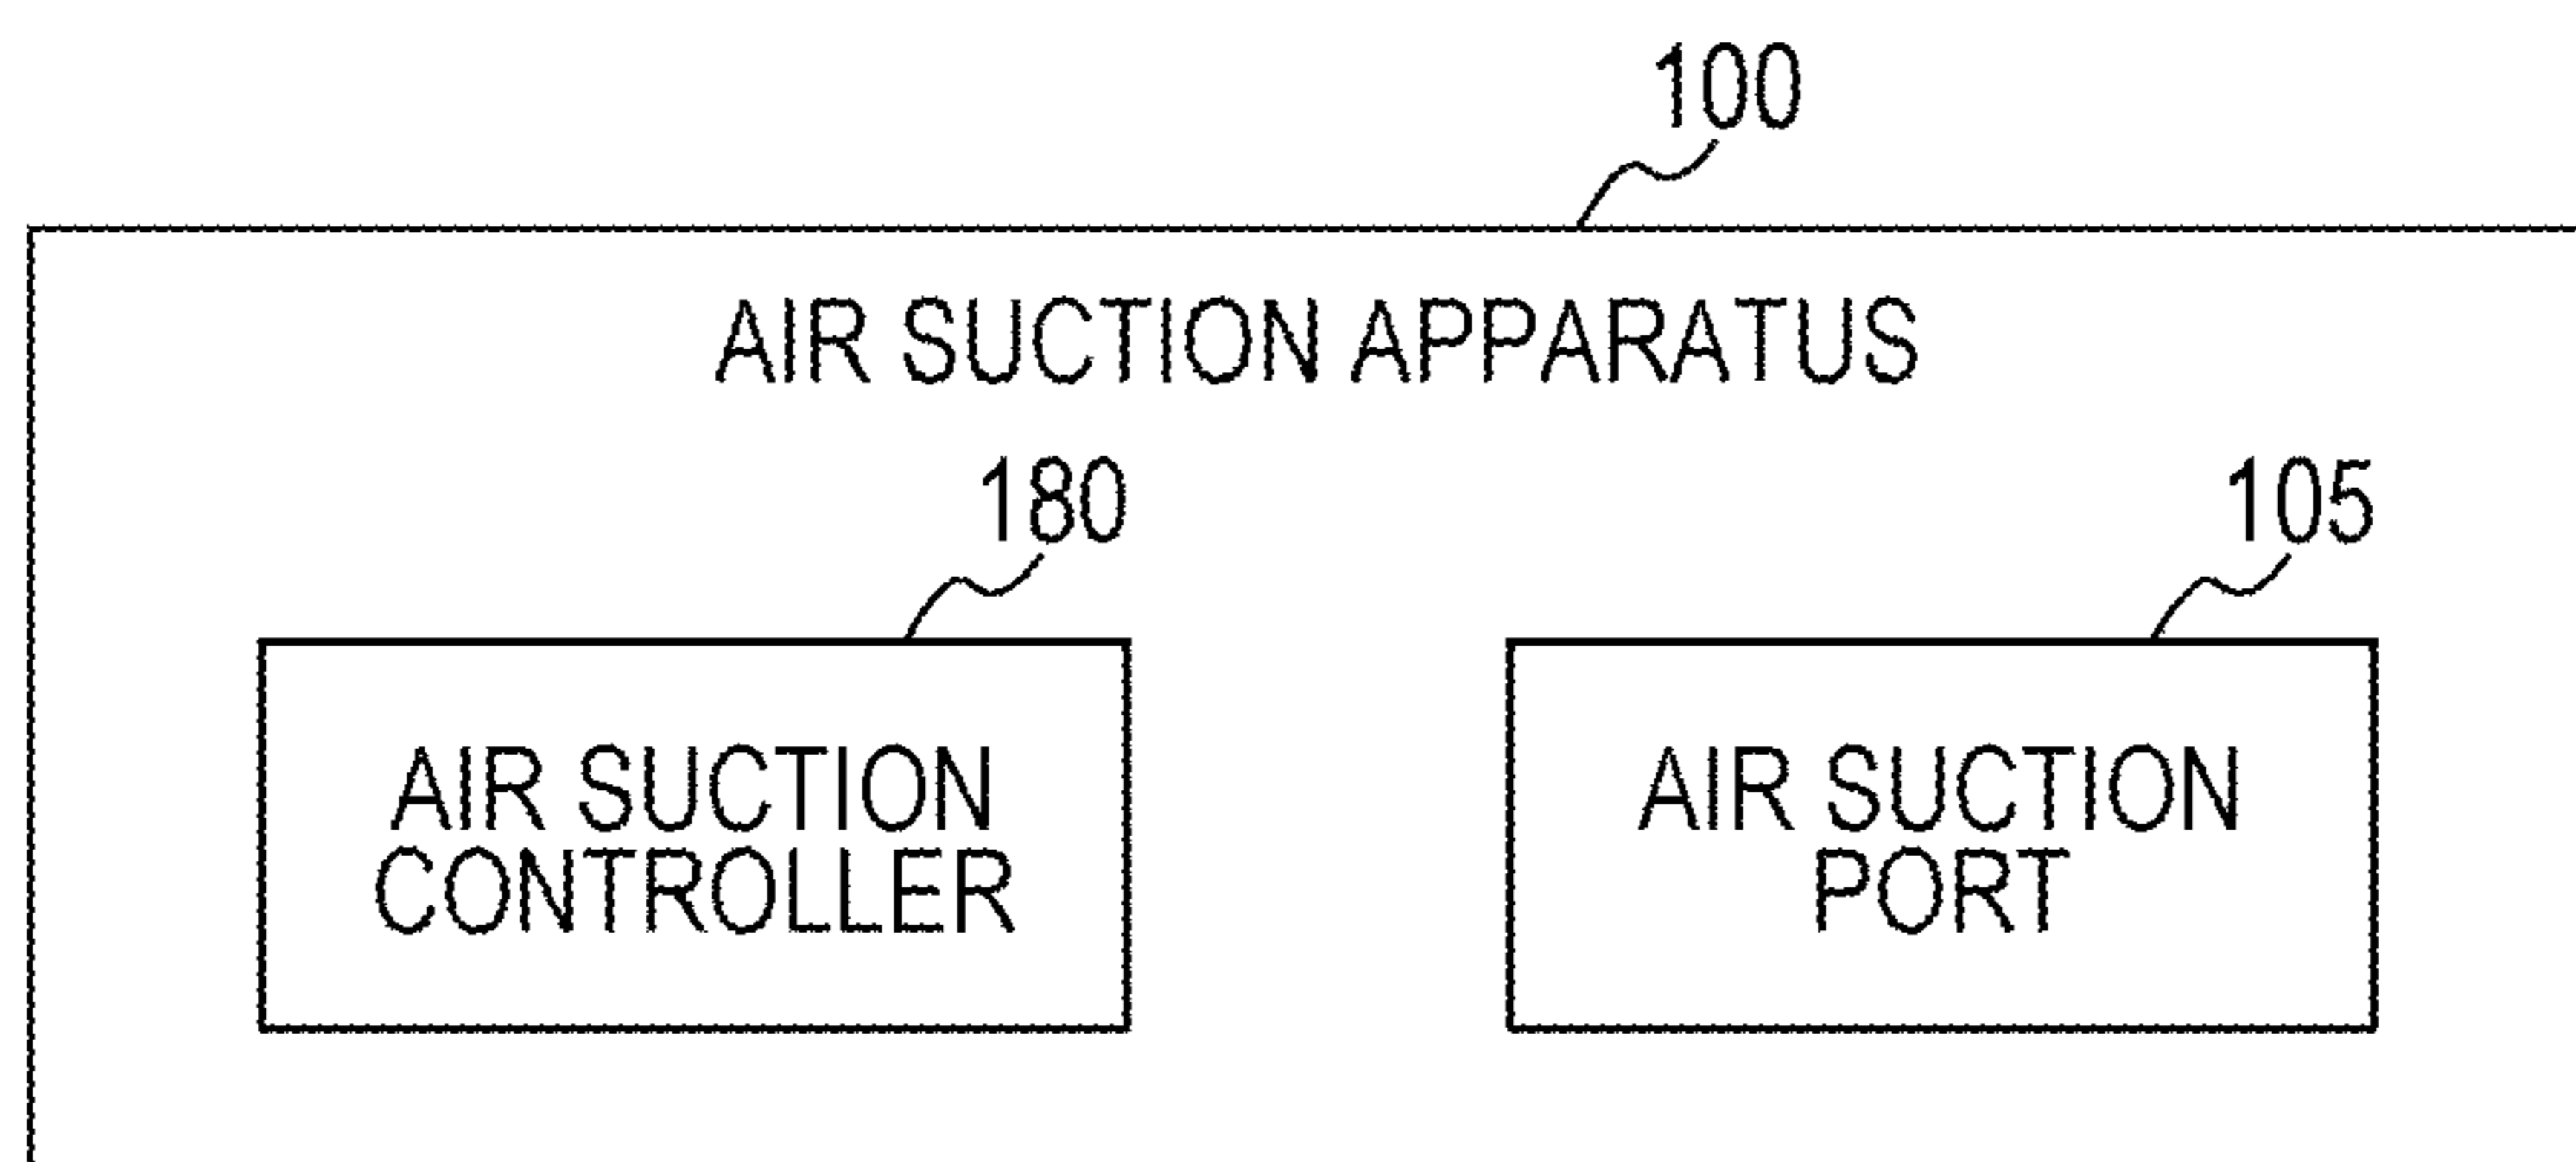 100
AIR SUCTION APPARATUS
180
105
AIR SUCTION
CONTROLLER
AIR SUCTION
PORT